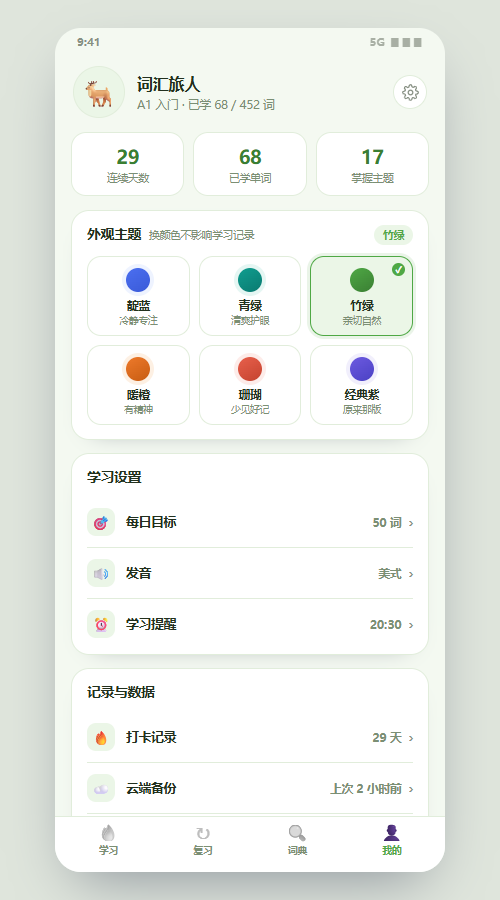 9:41 5G
词汇旅人
A1 入门 · 已学 68 / 452 词
29 68 17
连续天数 已学单词 掌握主题
外观主题 换颜色不影响学习记录 竹绿
靛蓝 青绿 竹绿
冷静专注 清爽护眼 亲切自然
暖橙 珊瑚 经典紫
有精神 少见好记 原来那版
学习设置
每日目标 50 词 ›
发音 美式 ›
学习提醒 20:30 ›
记录与数据
打卡记录 29 天 ›
云端备份 上次 2 小时前 ›
学习 复习 词典 我的